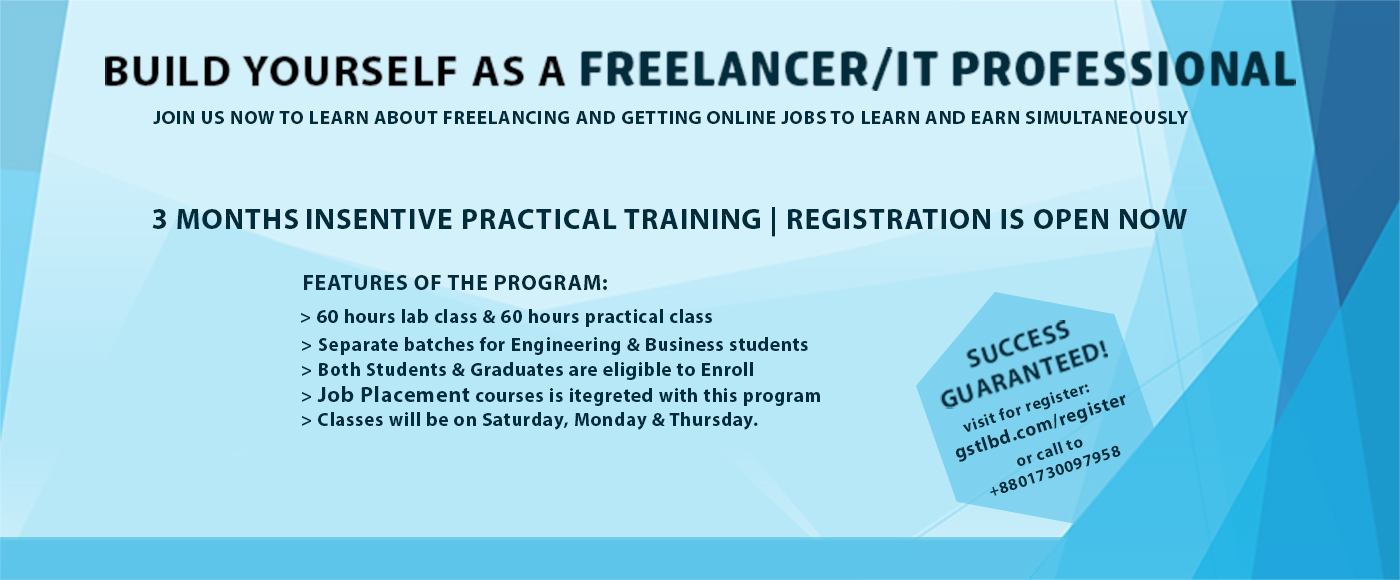 BUILD YOURSELF AS A FREELANCER/IT PROFESSIONAL
JOIN US NOW TO LEARN ABOUT FREELANCING AND GETTING ONLINE JOBS TO LEARN AND EARN SIMULTANEOUSLY
3 MONTHS INSENTIVE PRACTICAL TRAINING | REGISTRATION IS OPEN NOW
FEATURES OF THE PROGRAM:
> 60 hours lab class & 60 hours practical class
> Separate batches for Engineering & Business students
> Both Students & Graduates are eligible to Enroll
> Job Placement courses is itegreted with this program
> Classes will be on Saturday, Monday & Thursday.
SUCCESS
GUARANTEED!
visit for register:
gstlbd.com/register
or call to
+8801730097958